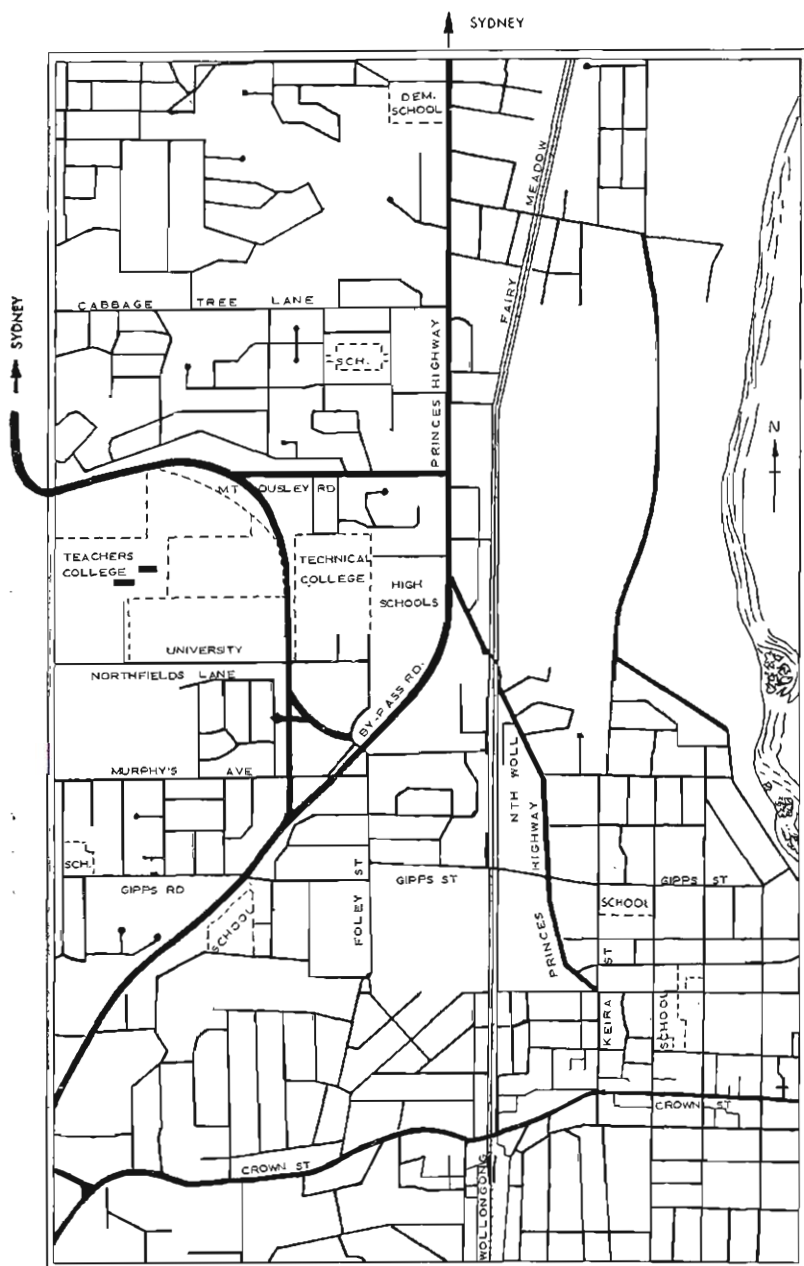 SYDNEY
DEM.
SCHOOL
MEADOW
FAIRY
CABBAGE TREE LANE
SYDNEY
SCH.
PRINCES HIGHWAY
N
MT OUSLEY RD
TEACHERS
COLLEGE
TECHNICAL
COLLEGE
HIGH
SCHOOLS
UNIVERSITY
NORTHFIELDS LANE
BY-PASS RD.
MURPHY'S AVE
NTH WOLL
SCH.
GIPPS RD
FOLEY ST
GIPPS ST
PRINCES HIGHWAY
GIPPS ST
SCHOOL
SCHOOL
KEIRA ST
SCHOOL
CROWN ST
CROWN ST
WOLLONGONG